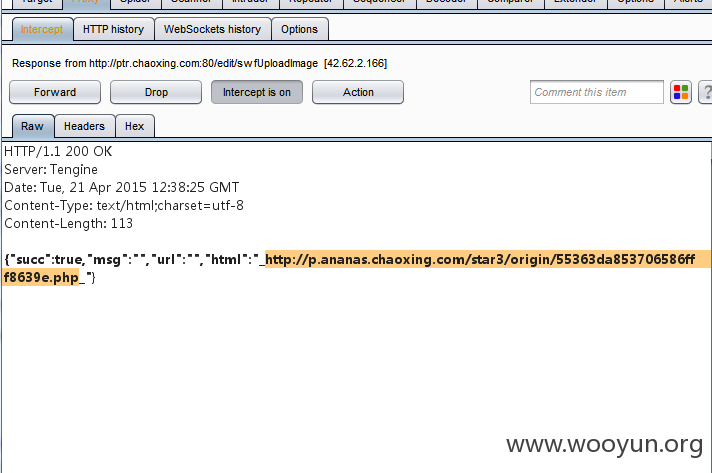 Target Proxy Spider Scanner Intruder Repeater Sequencer Decoder Comparer Extender Options Alerts
Intercept HTTP history WebSockets history Options
Response from http://ptr.chaoxing.com:80/edit/swfUploadImage [42.62.2.166]
Forward Drop Intercept is on Action Comment this item ?
Raw Headers Hex
HTTP/1.1 200 OK
Server: Tengine
Date: Tue, 21 Apr 2015 12:38:25 GMT
Content-Type: text/html;charset=utf-8
Content-Length: 113
{"succ":true,"msg":"","url":"","html":"_http://p.ananas.chaoxing.com/star3/origin/55363da853706586ff
f8639e.php_"}
www.wooyun.org